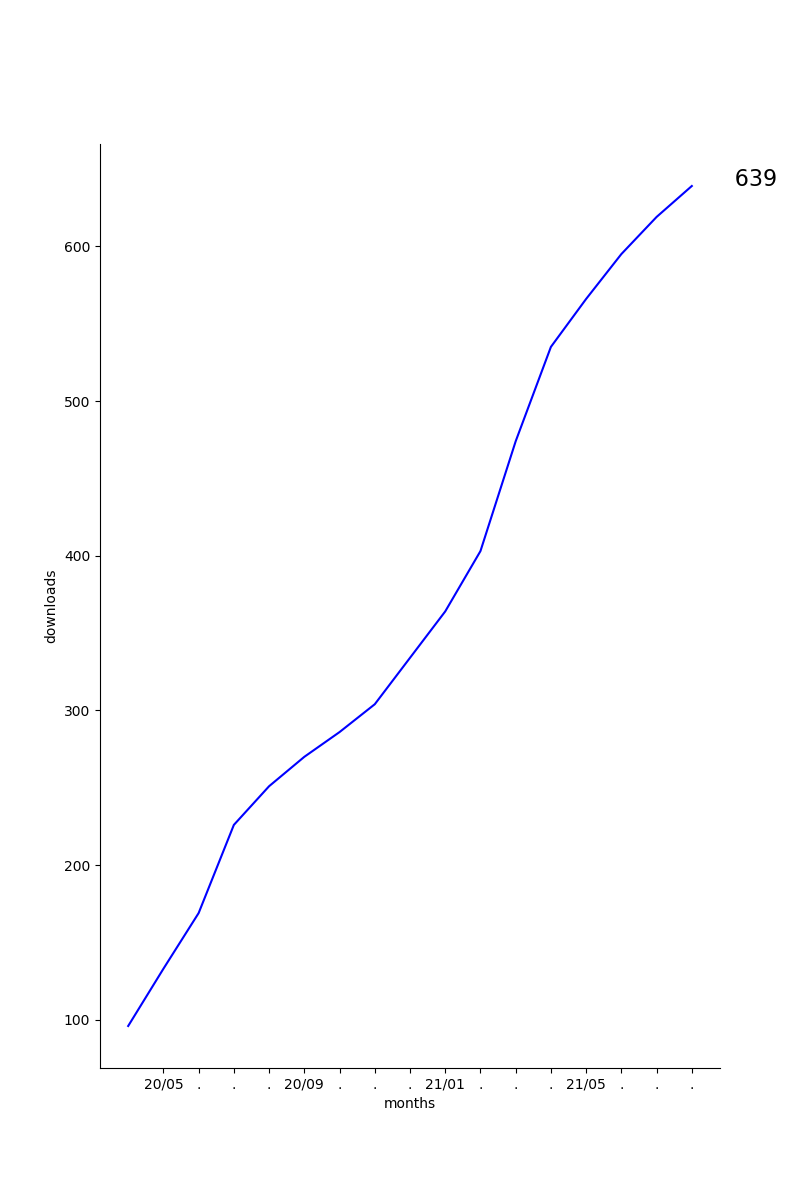 639
600
500
400
300
200
100
downloads
20/05 . . . 20/09 . . . 21/01 . . . 21/05 . . .
months